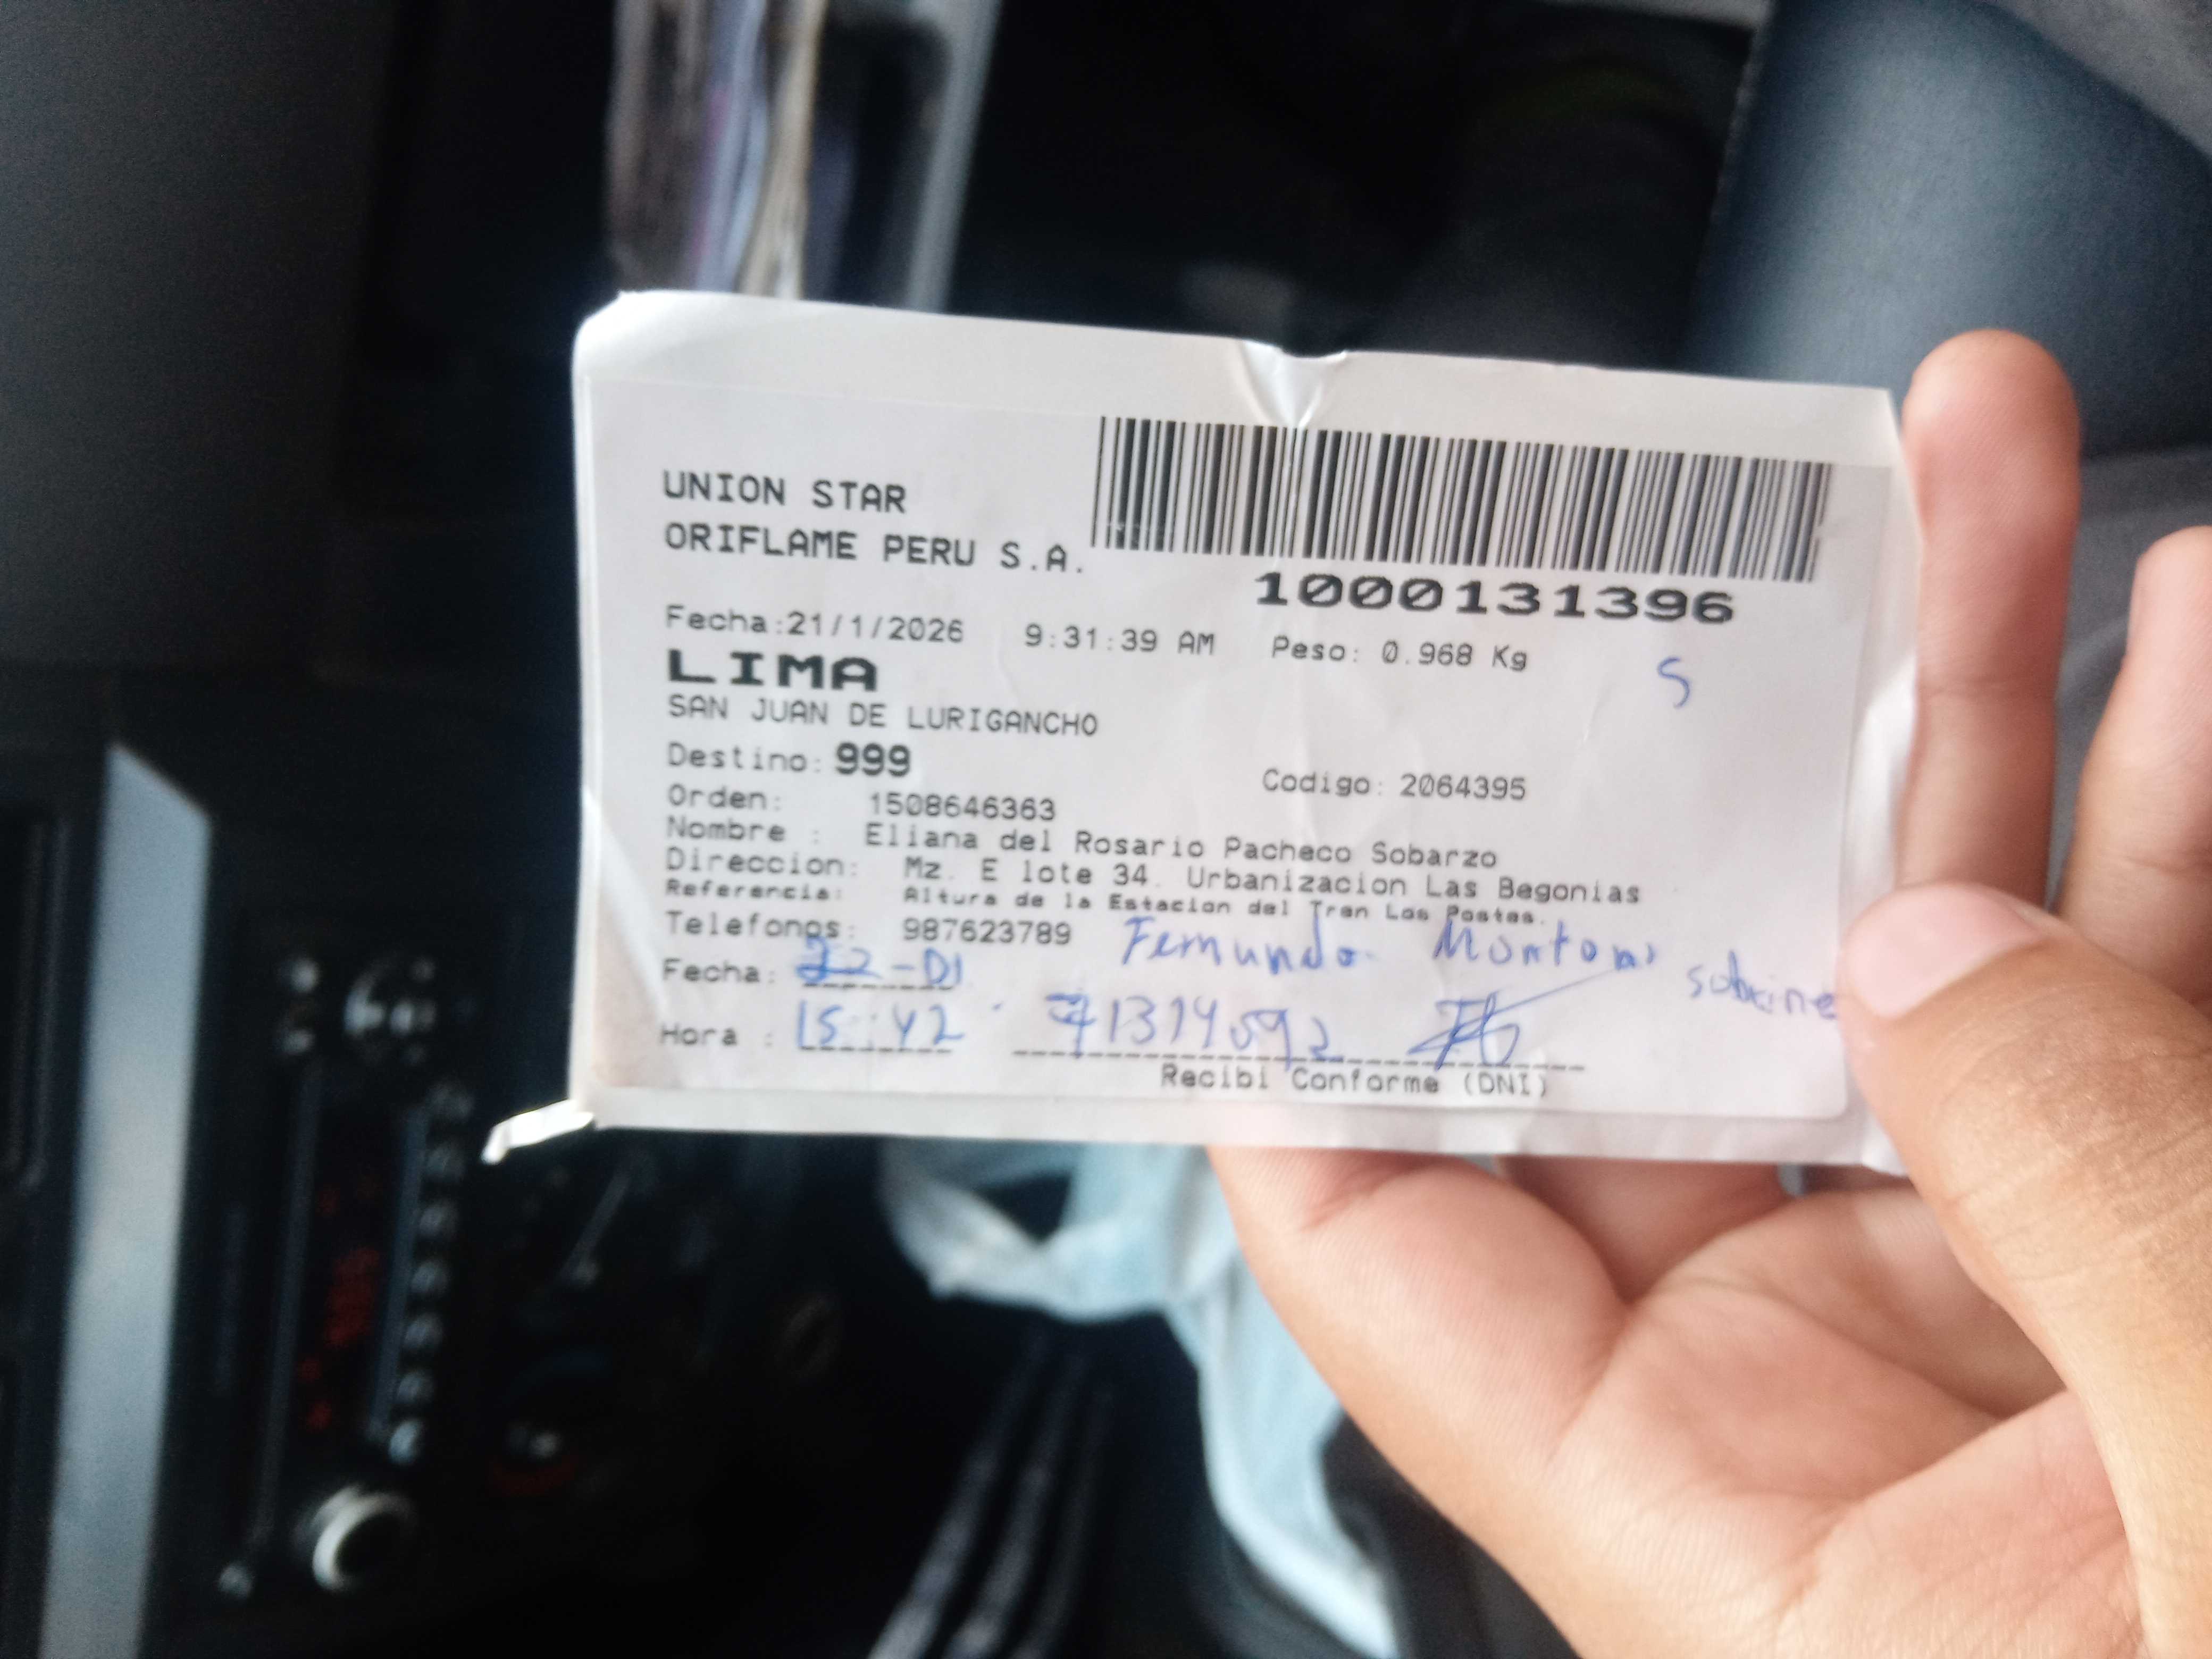 UNION STAR
ORIFLAME PERU S.A.
1000131396
Fecha:21/1/2026 9:31:39 AM Peso: 0.968 Kg
S
LIMA
SAN JUAN DE LURIGANCHO
Destino: 999
Codigo: 2064395
Orden: 1508646363
Nombre : Eliana del Rosario Pacheco Sobarzo
Direccion: Mz. E lote 34. Urbanizacion Las Begonias
Referencia: Altura de la Estacion del Tren Los Postes.
Telefonos: 987623789
Fecha: 22-01
Hora : 15:42
Recibi Conforme (DNI)